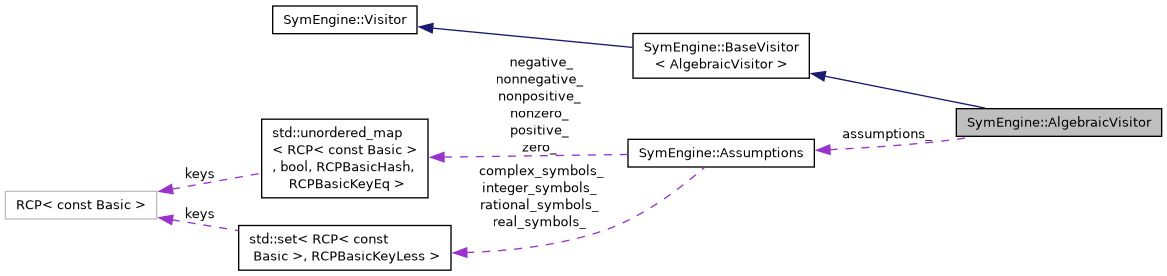 SymEngine::Visitor
SymEngine::BaseVisitor
< AlgebraicVisitor >
negative_
nonnegative_
nonpositive_
nonzero_
positive_
zero_
SymEngine::AlgebraicVisitor
assumptions_
std::unordered_map
< RCP< const Basic >
, bool, RCPBasicHash,
RCPBasicKeyEq >
SymEngine::Assumptions
keys
complex_symbols_
integer_symbols_
rational_symbols_
real_symbols_
RCP< const Basic >
keys
std::set< RCP< const
Basic >, RCPBasicKeyLess >